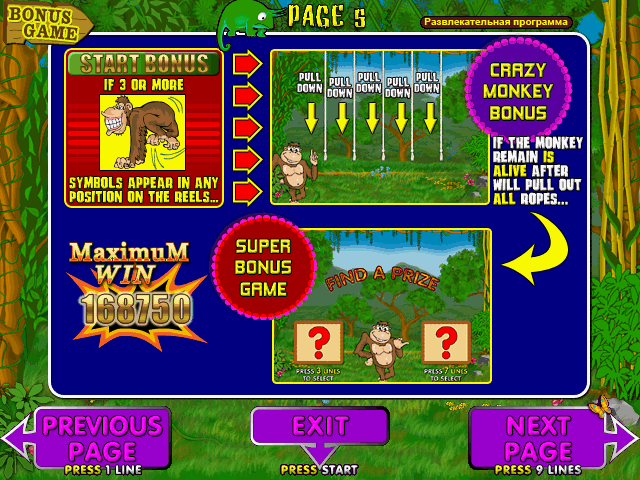 BONUS
GAME
PAGE 5
Развлекательная программа
START BONUS
IF 3 OR MORE
SYMBOLS APPEAR IN ANY
POSITION ON THE REELS...
PULL
DOWN
PULL
DOWN
PULL
DOWN
PULL
DOWN
PULL
DOWN
CRAZY
MONKEY
BONUS
IF THE MONKEY
REMAIN IS
ALIVE AFTER
WILL PULL OUT
ALL ROPES...
MaximuM
WIN
168750
SUPER
BONUS
GAME
FIND A PRIZE
?
?
PRESS 3 LINES
TO SELECT
PRESS 7 LINES
TO SELECT
PREVIOUS
PAGE
PRESS 1 LINE
EXIT
PRESS START
NEXT
PAGE
PRESS 9 LINES